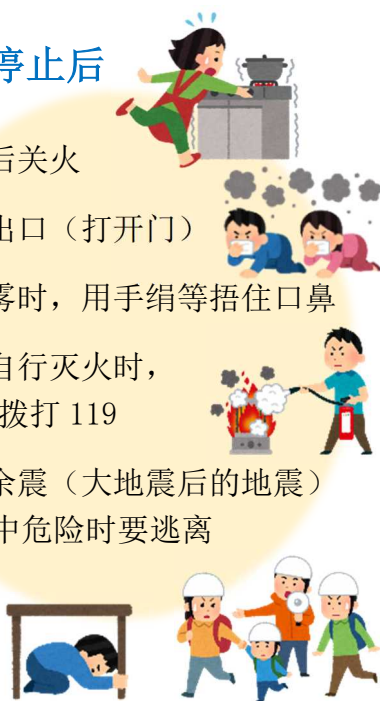 停止后
后关火
出口（打开门）
雾时，用手绢等捂住口鼻
自行灭火时，
拨打 119
余震（大地震后的地震）
中危险时要逃离